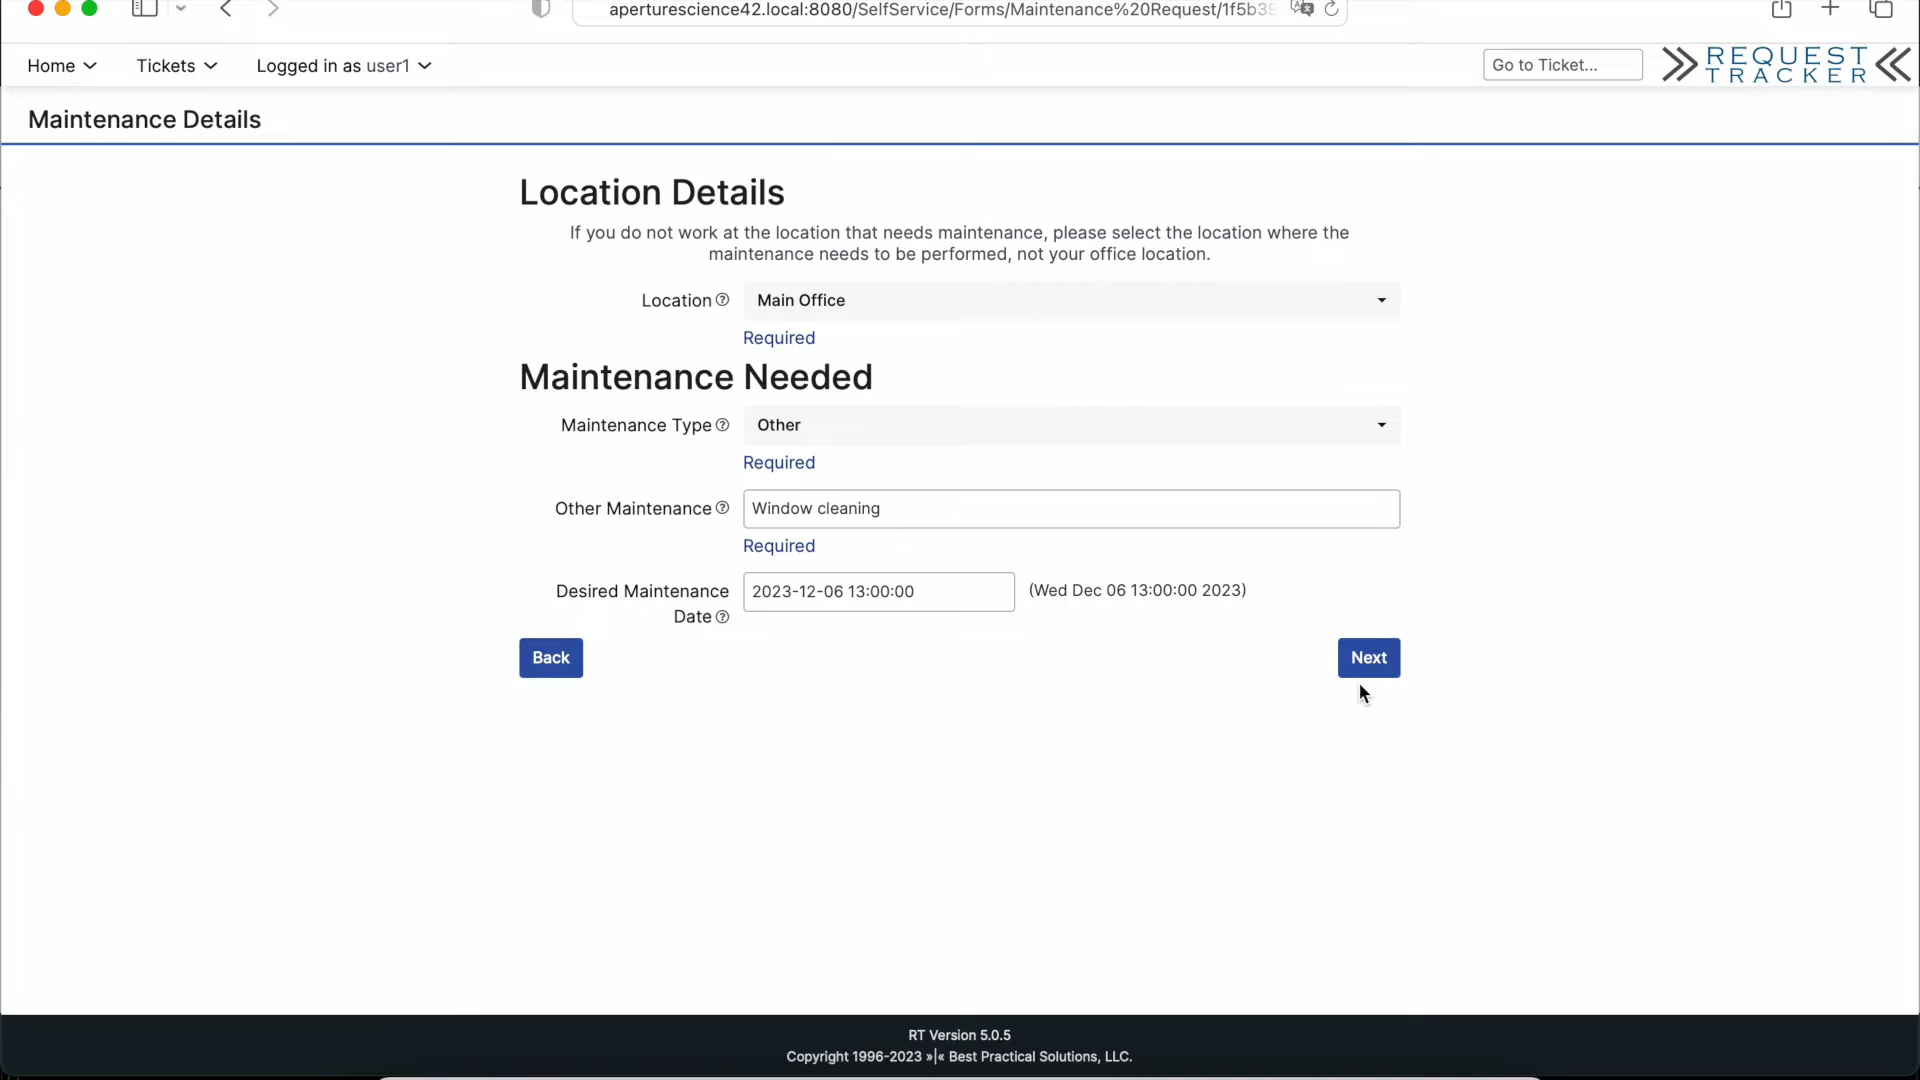 aperturescience42.local:8080/SelfService/Forms/Maintenance%20Request/1f5b39
Home Tickets Logged in as user1 Go to Ticket... REQUEST TRACKER
Maintenance Details
Location Details
If you do not work at the location that needs maintenance, please select the location where the
maintenance needs to be performed, not your office location.
Location Main Office
Required
Maintenance Needed
Maintenance Type Other
Required
Other Maintenance Window cleaning
Required
Desired Maintenance 2023-12-06 13:00:00 (Wed Dec 06 13:00:00 2023)
Date
Back Next
RT Version 5.0.5
Copyright 1996-2023 »|« Best Practical Solutions, LLC.